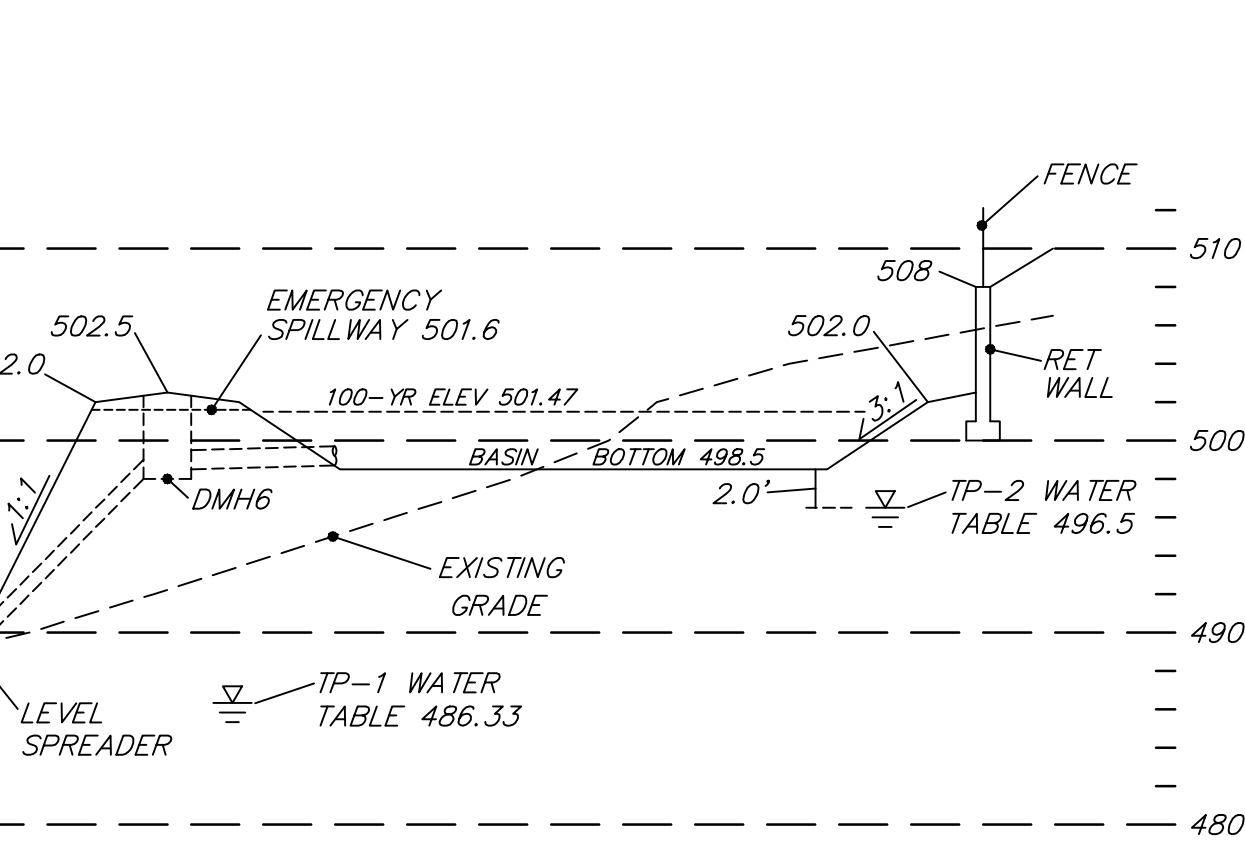 FENCE
510
508
EMERGENCY
SPILLWAY 501.6
502.5
502.0
2.0
RET
WALL
100-YR ELEV 501.47
3:1
500
BASIN BOTTOM 498.5
DMH6
2.0'
TP-2 WATER
TABLE 496.5
1:1
EXISTING
GRADE
490
TP-1 WATER
TABLE 486.33
LEVEL
SPREADER
480